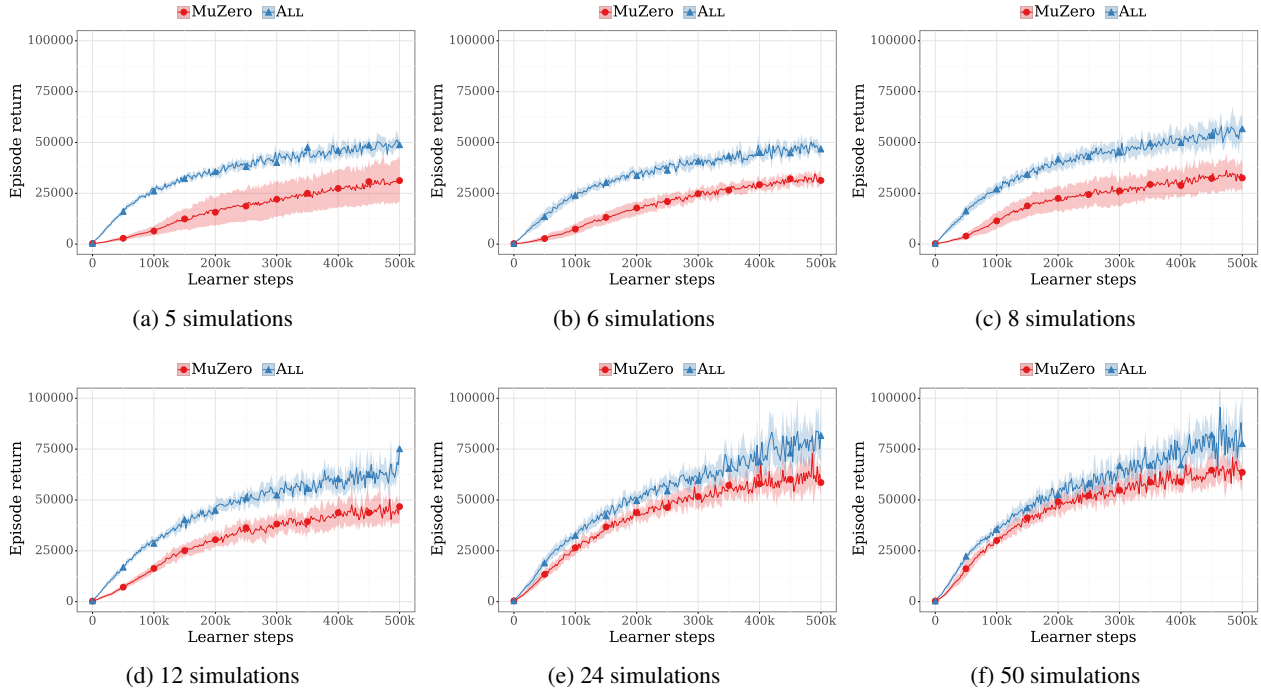 MuZero ALL
100000
75000
50000
25000
0
Episode return
0 100k 200k 300k 400k 500k
Learner steps
(a) 5 simulations
MuZero ALL
100000
75000
50000
25000
0
Episode return
0 100k 200k 300k 400k 500k
Learner steps
(b) 6 simulations
MuZero ALL
100000
75000
50000
25000
0
Episode return
0 100k 200k 300k 400k 500k
Learner steps
(c) 8 simulations
MuZero ALL
100000
75000
50000
25000
0
Episode return
0 100k 200k 300k 400k 500k
Learner steps
(d) 12 simulations
MuZero ALL
100000
75000
50000
25000
0
Episode return
0 100k 200k 300k 400k 500k
Learner steps
(e) 24 simulations
MuZero ALL
100000
75000
50000
25000
0
Episode return
0 100k 200k 300k 400k 500k
Learner steps
(f) 50 simulations